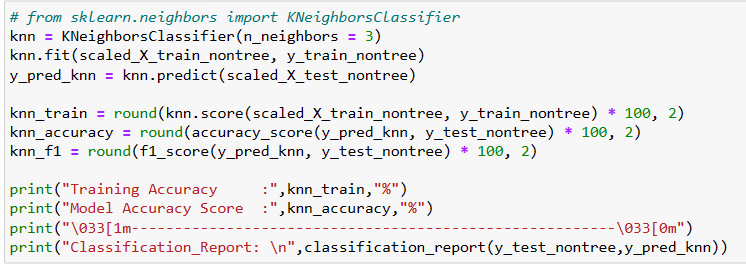 # from sklearn.neighbors import KNeighborsClassifier
knn = KNeighborsClassifier(n_neighbors = 3)
knn.fit(scaled_X_train_nontree, y_train_nontree)
y_pred_knn = knn.predict(scaled_X_test_nontree)
knn_train = round(knn.score(scaled_X_train_nontree, y_train_nontree) * 100, 2)
knn_accuracy = round(accuracy_score(y_pred_knn, y_test_nontree) * 100, 2)
knn_f1 = round(f1_score(y_pred_knn, y_test_nontree) * 100, 2)
print("Training Accuracy    :",knn_train,"%")
print("Model Accuracy Score  :",knn_accuracy,"%")
print("\033[1m--------------------------------------------------------\033[0m")
print("Classification_Report: \n",classification_report(y_test_nontree,y_pred_knn))